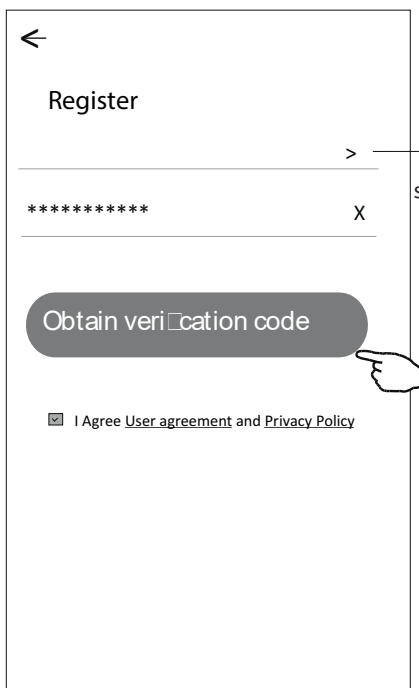 ←
Register
>
*********** X
Obtain veri□cation code
I Agree User agreement and Privacy Policy